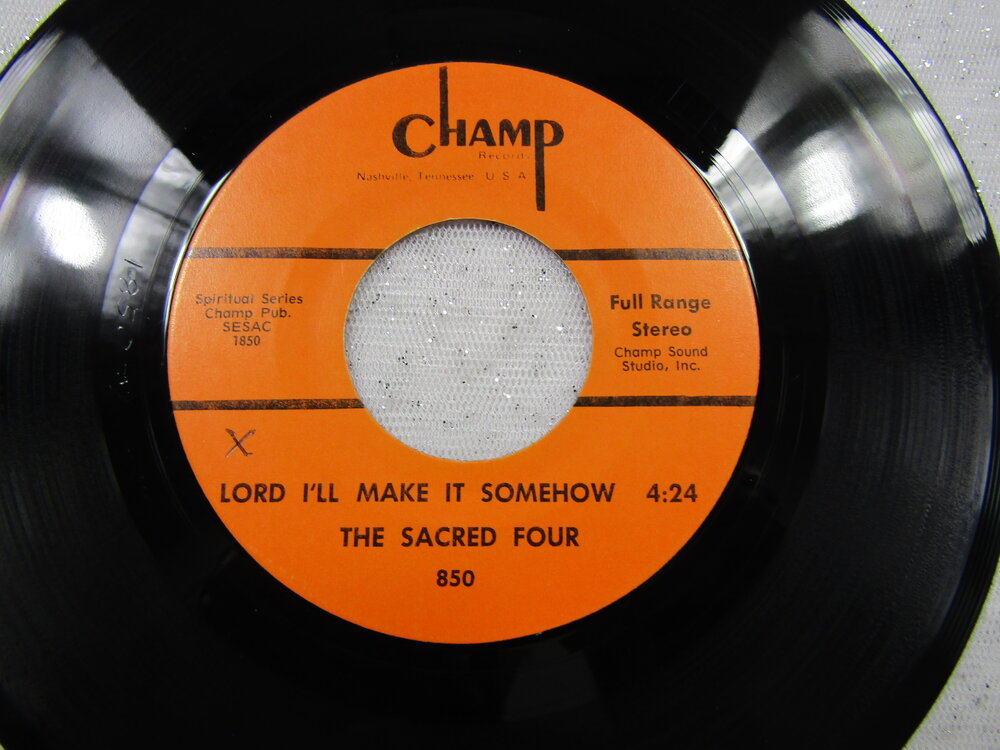 CHAMP
Records
Nashville, Tennessee U S A
Spiritual Series
Champ Pub.
SESAC
1850
Full Range
Stereo
Champ Sound
Studio, Inc.
X
LORD I'LL MAKE IT SOMEHOW 4:24
THE SACRED FOUR
850